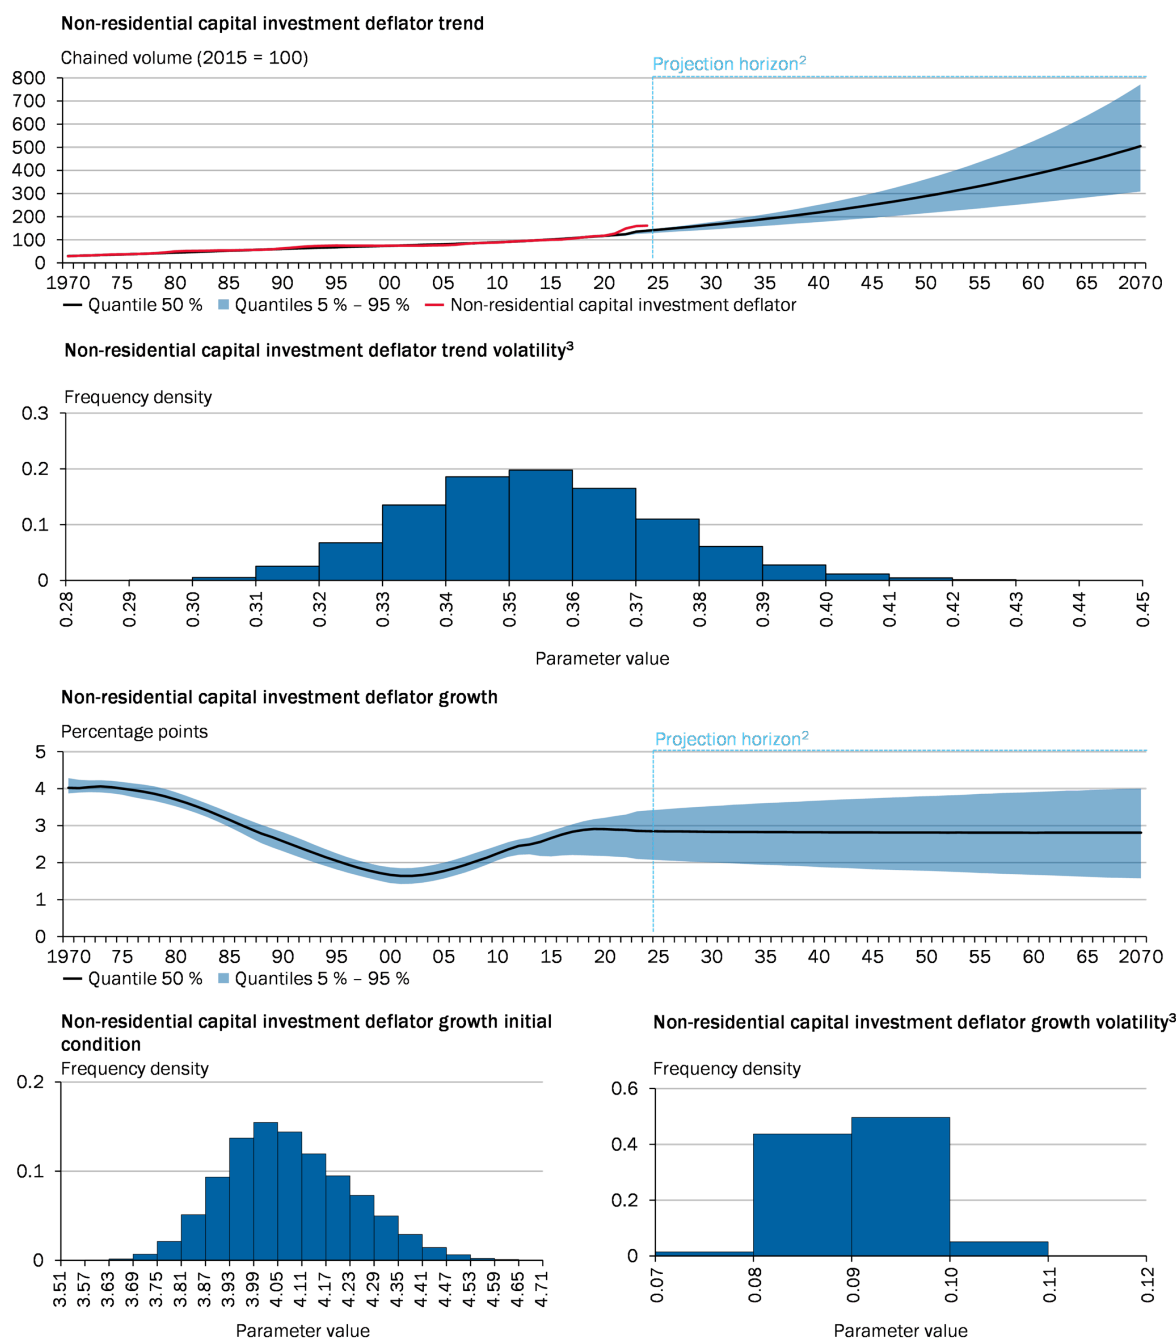 Non-residential capital investment deflator trend
Chained volume (2015 = 100)
Projection horizon²
800
700
600
500
400
300
200
100
0
1970 75 80 85 90 95 00 05 10 15 20 25 30 35 40 45 50 55 60 65 2070
Quantile 50 % Quantiles 5 % – 95 % Non-residential capital investment deflator
Non-residential capital investment deflator trend volatility³
Frequency density
0.3
0.2
0.1
0
0.28 0.29 0.30 0.31 0.32 0.33 0.34 0.35 0.36 0.37 0.38 0.39 0.40 0.41 0.42 0.43 0.44 0.45
Parameter value
Non-residential capital investment deflator growth
Percentage points
Projection horizon²
5
4
3
2
1
0
1970 75 80 85 90 95 00 05 10 15 20 25 30 35 40 45 50 55 60 65 2070
Quantile 50 % Quantiles 5 % – 95 %
Non-residential capital investment deflator growth initial
condition
Frequency density
0.2
0.1
0
3.51 3.57 3.63 3.69 3.75 3.81 3.87 3.93 3.99 4.05 4.11 4.17 4.23 4.29 4.35 4.41 4.47 4.53 4.59 4.65 4.71
Parameter value
Non-residential capital investment deflator growth volatility³
Frequency density
0.6
0.4
0.2
0
0.07 0.08 0.09 0.10 0.11 0.12
Parameter value